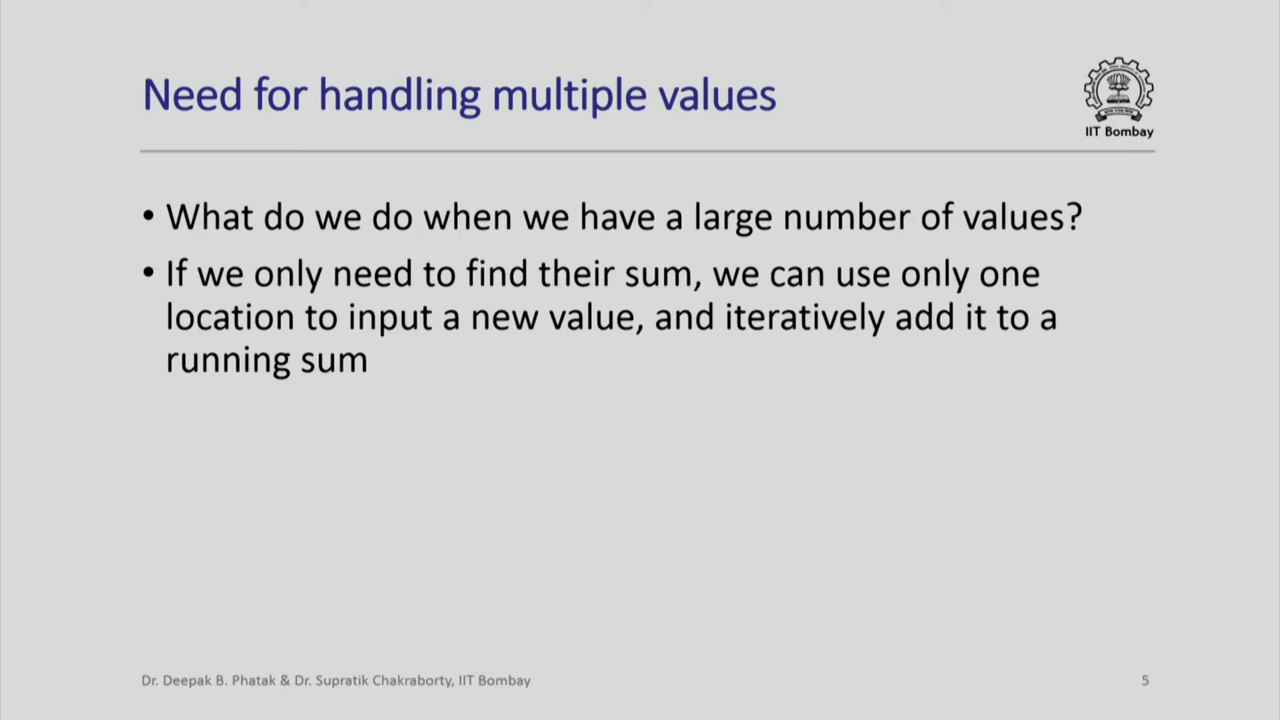 Need for handling multiple values
IIT Bombay
• What do we do when we have a large number of values?
• If we only need to find their sum, we can use only one
location to input a new value, and iteratively add it to a
running sum
Dr. Deepak B. Phatak & Dr. Supratik Chakraborty, IIT Bombay
5